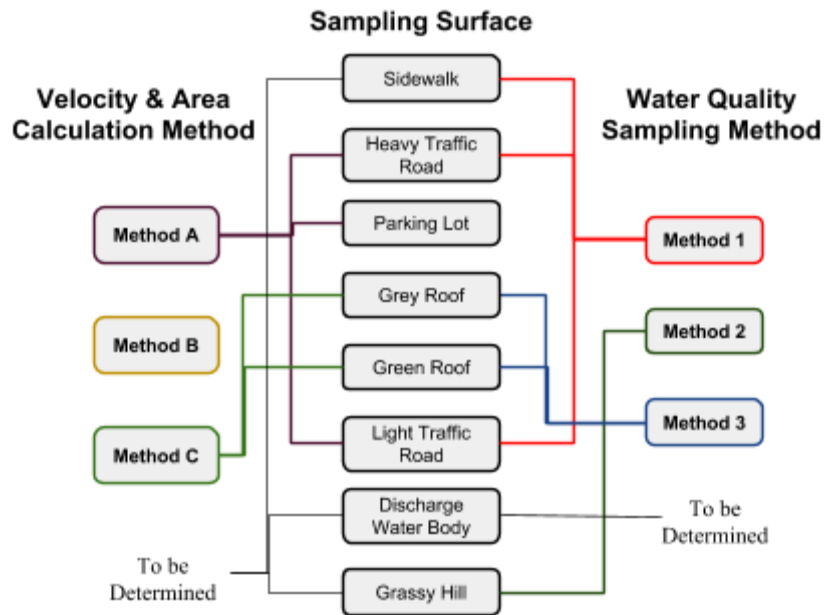 Sampling Surface
Velocity & Area
Calculation Method
Water Quality
Sampling Method
Sidewalk
Heavy Traffic
Road
Parking Lot
Grey Roof
Green Roof
Light Traffic
Road
Discharge
Water Body
Grassy Hill
Method A
Method B
Method C
To be
Determined
Method 1
Method 2
Method 3
To be
Determined